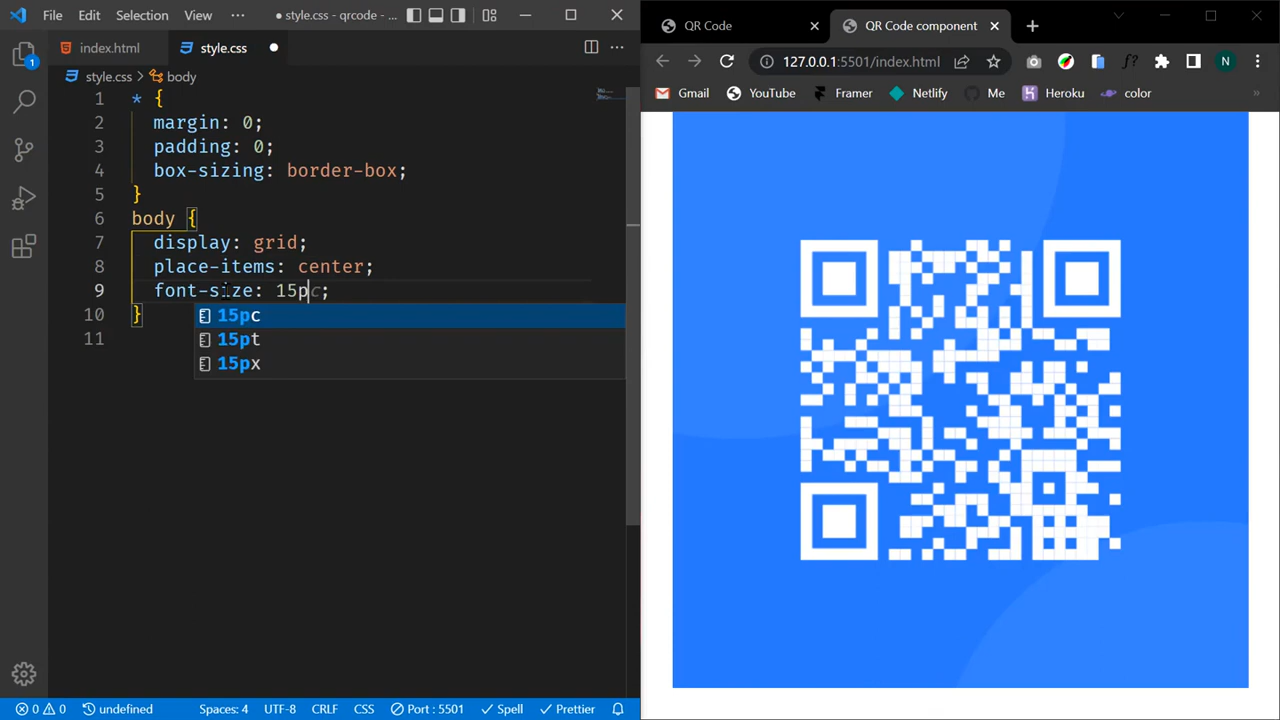 File Edit Selection View ··· ● style.css - qrcode - ...
index.html style.css ● ···
style.css > body
1 * {
2 margin: 0;
3 padding: 0;
4 box-sizing: border-box;
5 }
6 body {
7 display: grid;
8 place-items: center;
9 font-size: 15pc;
10 }
11
15pc
15pt
15px
1
0 0 undefined Spaces: 4 UTF-8 CRLF CSS Port : 5501 Spell Prettier
QR Code QR Code component
127.0.0.1:5501/index.html f? N
Gmail YouTube Framer Netlify Me Heroku color »